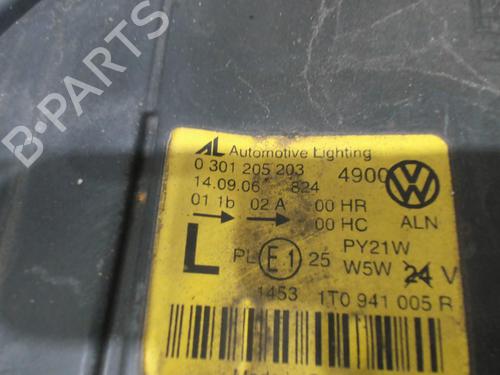 B-PARTS
AL Automotive Lighting
0 301 205 203 4900
14.09.06 824
01 1b 02 A 00 HR
00 HC ALN
L PL E1 25 PY21W
W5W 24 V
1453 1T0 941 005 R